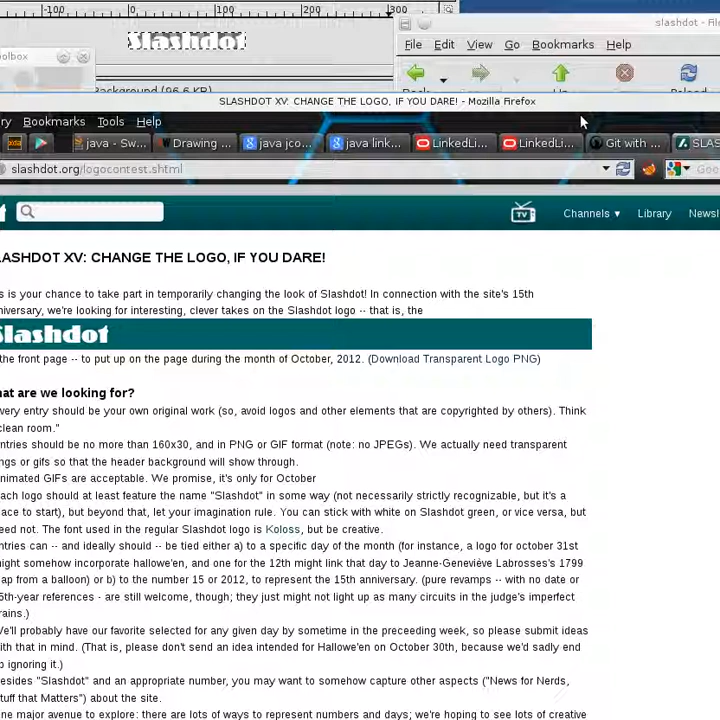 -100 0 100 200 300
Slashdot
slashdot - File
File Edit View Go Bookmarks Help
olbox
Background (96.6 KB)
Back Up Reload
SLASHDOT XV: CHANGE THE LOGO, IF YOU DARE! - Mozilla Firefox
ry Bookmarks Tools Help
java - Sw... Drawing ... java jco... java link... LinkedLi... LinkedLi... Git with ... SLAS
slashdot.org/logocontest.shtml Goo
TV Channels ▾ Library Newsl
LASHDOT XV: CHANGE THE LOGO, IF YOU DARE!
is is your chance to take part in temporarily changing the look of Slashdot! In connection with the site's 15th
niversary, we're looking for interesting, clever takes on the Slashdot logo -- that is, the
Slashdot
the front page -- to put up on the page during the month of October, 2012. (Download Transparent Logo PNG)
hat are we looking for?
very entry should be your own original work (so, avoid logos and other elements that are copyrighted by others). Think
clean room."
ntries should be no more than 160x30, and in PNG or GIF format (note: no JPEGs). We actually need transparent
ngs or gifs so that the header background will show through.
nimated GIFs are acceptable. We promise, it's only for October
ach logo should at least feature the name "Slashdot" in some way (not necessarily strictly recognizable, but it's a
lace to start), but beyond that, let your imagination rule. You can stick with white on Slashdot green, or vice versa, but
eed not. The font used in the regular Slashdot logo is Koloss, but be creative.
ntries can -- and ideally should -- be tied either a) to a specific day of the month (for instance, a logo for october 31st
ight somehow incorporate hallowe'en, and one for the 12th might link that day to Jeanne-Geneviève Labrosses's 1799
ap from a balloon) or b) to the number 15 or 2012, to represent the 15th anniversary. (pure revamps -- with no date or
5th-year references - are still welcome, though; they just might not light up as many circuits in the judge's imperfect
rains.)
We'll probably have our favorite selected for any given day by sometime in the preceeding week, so please submit ideas
ith that in mind. (That is, please don't send an idea intended for Hallowe'en on October 30th, because we'd sadly end
p ignoring it.)
esides "Slashdot" and an appropriate number, you may want to somehow capture other aspects ("News for Nerds,
tuff that Matters") about the site.
ne major avenue to explore: there are lots of ways to represent numbers and days; we're hoping to see lots of creative